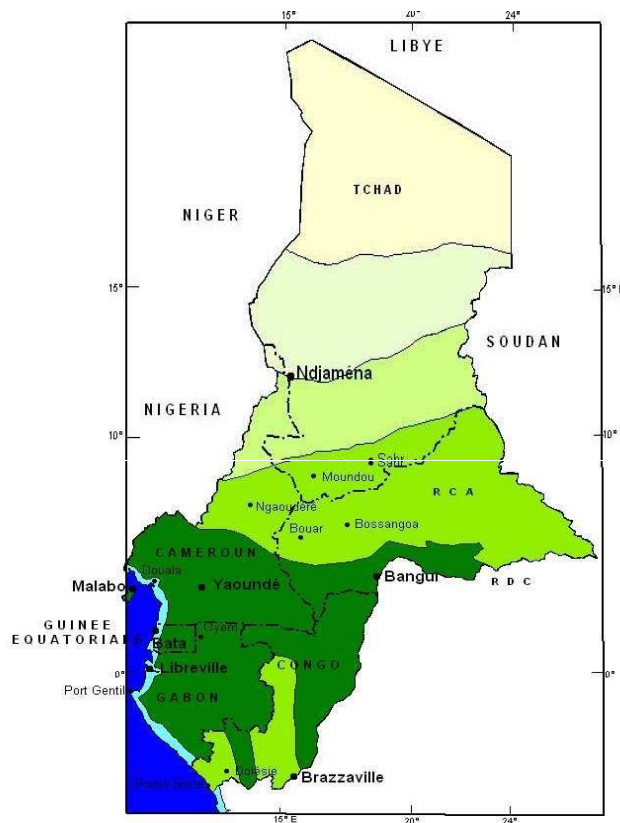 15°
20°
24°
LIBYE
TCHAD
NIGER
15°
15°
SOUDAN
Ndjaména
NIGERIA
10°
10°
Sahr
Moundou
RCA
Ngaoudéré
Bouar
Bossangoa
CAMEROUN
Douala
Bangui
RDC
Malabo
Yaoundé
GUINEE
EQUATORIALE
Oyem
Bata
CONGO
Libreville
0°
0°
Port Gentil
GABON
Dolésie
Pointe-Noire
Brazzaville
15° E
20°
24°